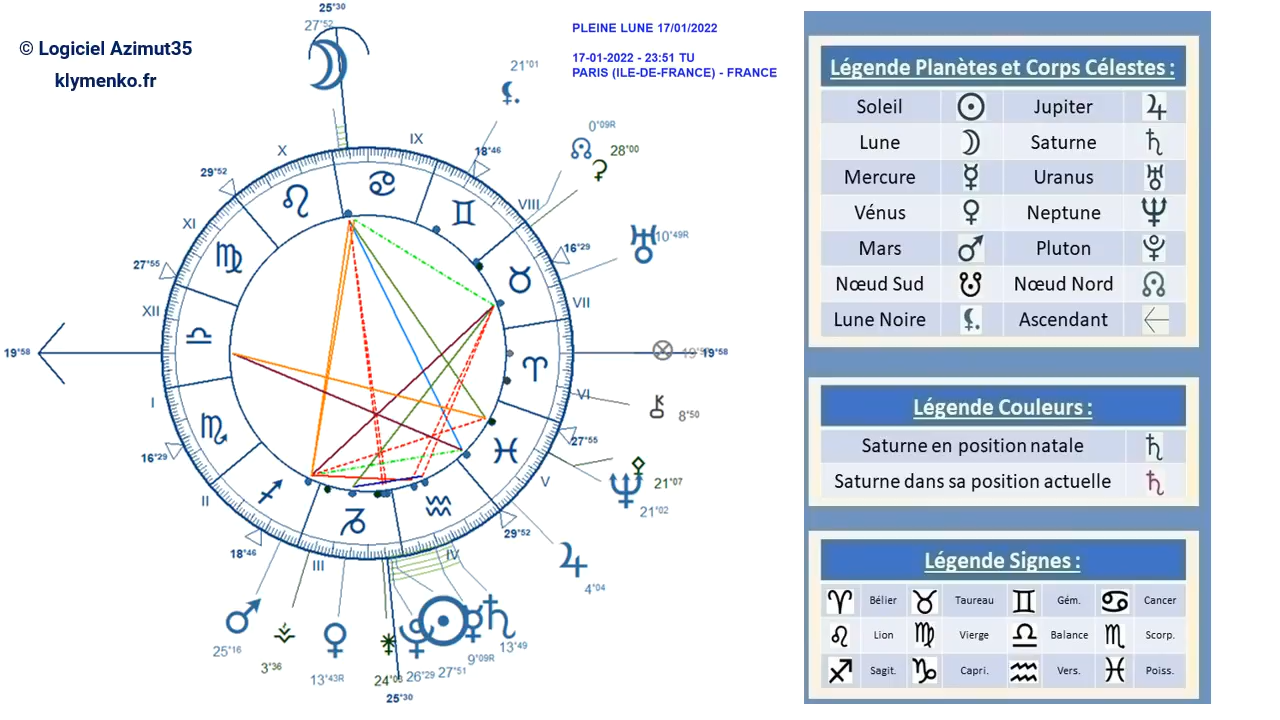 25°30
27°52
© Logiciel Azimut35
klymenko.fr
PLEINE LUNE 17/01/2022
17-01-2022 - 23:51 TU
PARIS (ILE-DE-FRANCE) - FRANCE
21°01
0°09R
28°00
X
IX
18°46
29°52
VIII
XI
10°49R
16°29
27°55
VII
XII
19°58
19°58
I
VI
8°50
16°29
27°55
II
V
21°07
21°02
18°46
29°52
III
IV
4°04
25°16
3°36
13°43R
24°03
26°29
27°51
9°09R
13°49
25°30
Légende Planètes et Corps Célestes :
Soleil Jupiter
Lune Saturne
Mercure Uranus
Vénus Neptune
Mars Pluton
Nœud Sud Nœud Nord
Lune Noire Ascendant
Légende Couleurs :
Saturne en position natale
Saturne dans sa position actuelle
Légende Signes :
Bélier Taureau Gém. Cancer
Lion Vierge Balance Scorp.
Sagit. Capri. Vers. Poiss.